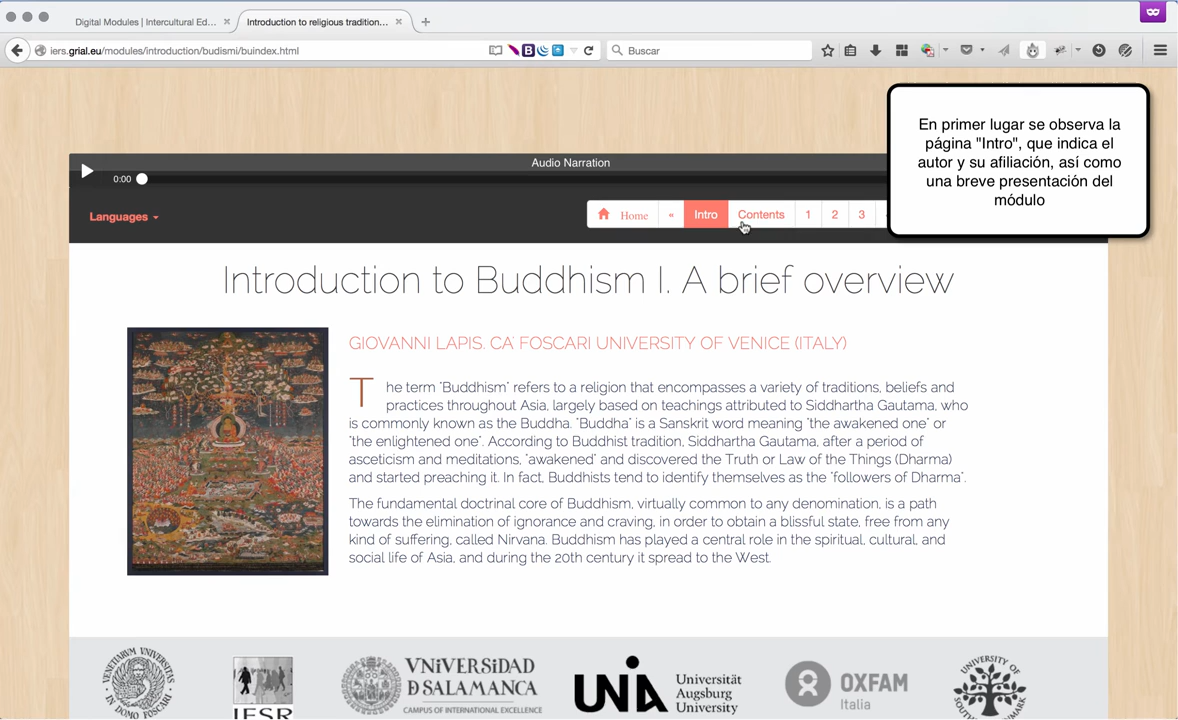 Digital Modules | Intercultural Ed...
Introduction to religious tradition...
iers.grial.eu/modules/introduction/budismi/buindex.html
Buscar
En primer lugar se observa la
página "Intro", que indica el
autor y su afiliación, así como
una breve presentación del
módulo
Audio Narration
0:00
Languages
Home « Intro Contents 1 2 3
Introduction to Buddhism I. A brief overview
GIOVANNI LAPIS. CA' FOSCARI UNIVERSITY OF VENICE (ITALY)
The term "Buddhism" refers to a religion that encompasses a variety of traditions, beliefs and
practices throughout Asia, largely based on teachings attributed to Siddhartha Gautama, who
is commonly known as the Buddha. "Buddha" is a Sanskrit word meaning "the awakened one" or
"the enlightened one". According to Buddhist tradition, Siddhartha Gautama, after a period of
asceticism and meditations, "awakened" and discovered the Truth or Law of the Things (Dharma)
and started preaching it. In fact, Buddhists tend to identify themselves as the "followers of Dharma".
The fundamental doctrinal core of Buddhism, virtually common to any denomination, is a path
towards the elimination of ignorance and craving, in order to obtain a blissful state, free from any
kind of suffering, called Nirvana. Buddhism has played a central role in the spiritual, cultural, and
social life of Asia, and during the 20th century it spread to the West.
VENETIARVM VNIVERSITAS
IN DOMO FOSCARI
IESR
VNiVERSiDAD
D SALAMANCA
CAMPUS OF INTERNATIONAL EXCELLENCE
UNIA
Universität
Augsburg
University
OXFAM
Italia
UNIVERSITY OF